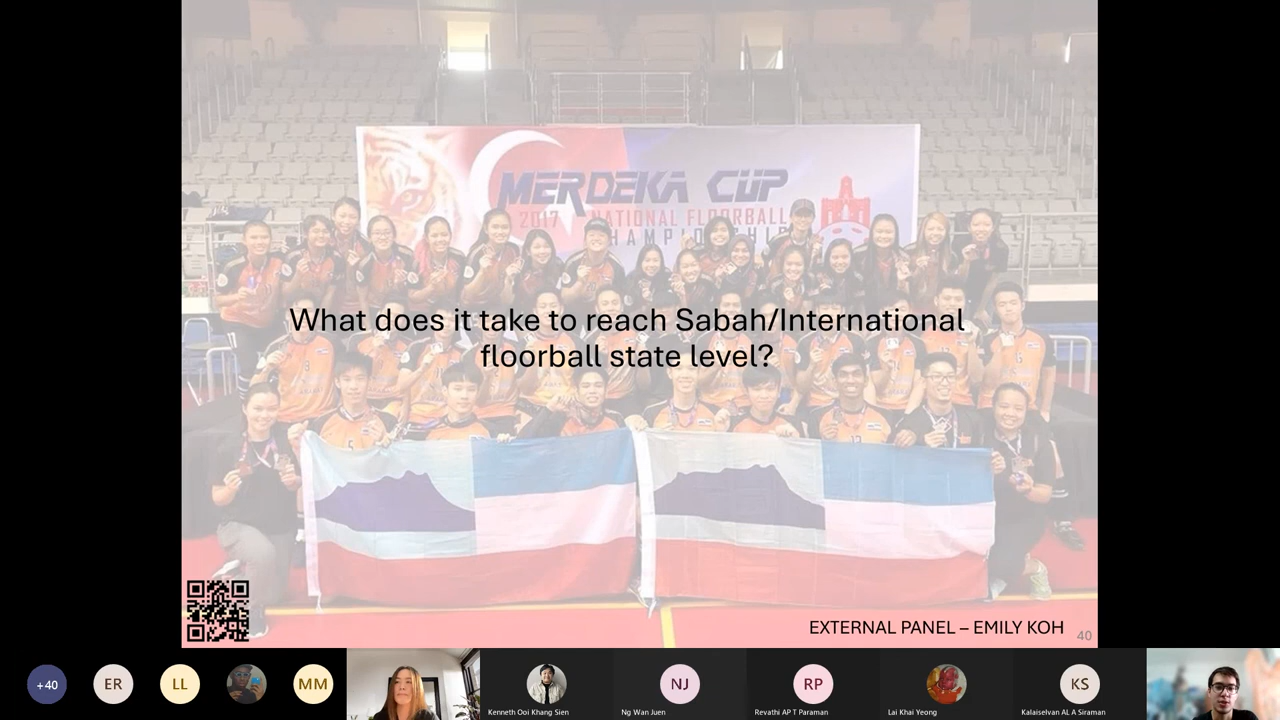 MERDEKA CUP
2017 NATIONAL FLOORBALL
What does it take to reach Sabah/International
floorball state level?
EXTERNAL PANEL – EMILY KOH
40
+40
ER
LL
MM
Kenneth Ooi Khang Sien
NJ
Ng Wan Juen
RP
Revathi AP T Paraman
Lai Khai Yeong
KS
Kalaiselvan AL A Siraman